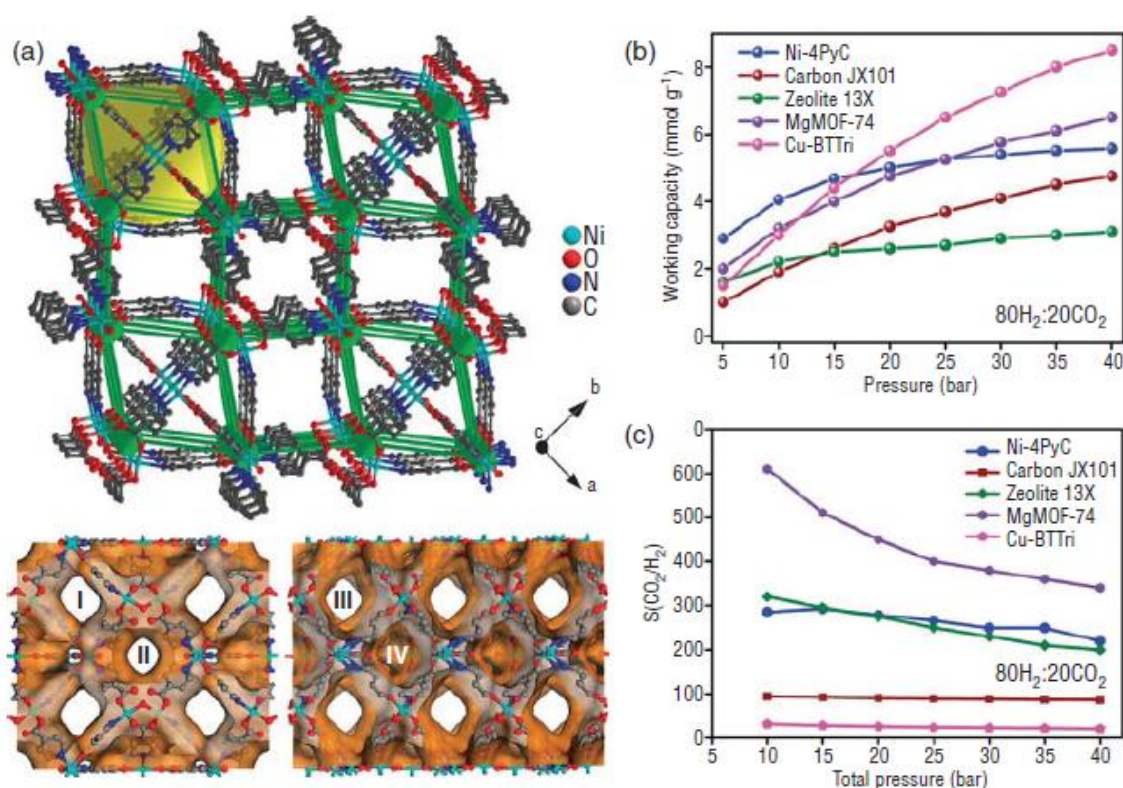 (a)
Ni
O
N
C
b
c
a
I
II
III
IV
(b)
Working capacity (mmol g⁻¹)
8
6
4
2
0
Ni-4PyC
Carbon JX101
Zeolite 13X
MgMOF-74
Cu-BTTri
80H₂:20CO₂
5 10 15 20 25 30 35 40
Pressure (bar)
(c)
S(CO₂/H₂)
0
600
500
400
300
200
100
0
Ni-4PyC
Carbon JX101
Zeolite 13X
MgMOF-74
Cu-BTTri
80H₂:20CO₂
5 10 15 20 25 30 35 40
Total pressure (bar)